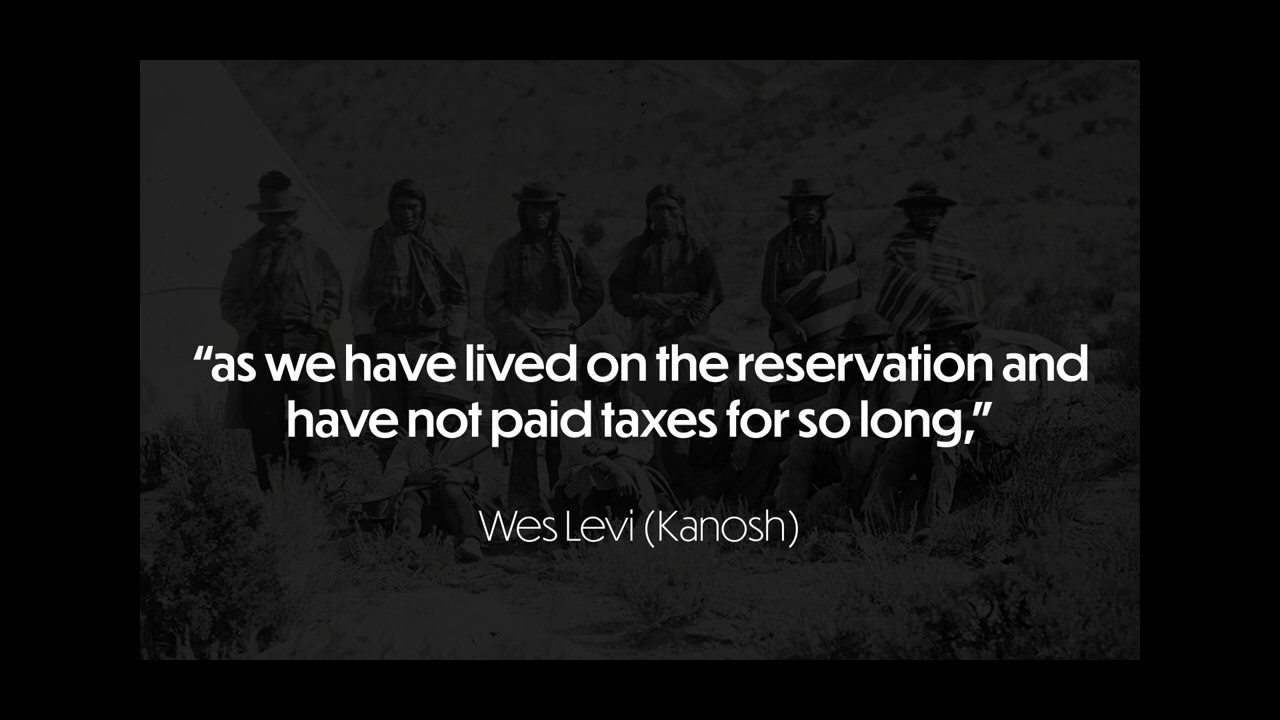 “as we have lived on the reservation and
have not paid taxes for so long,”
Wes Levi (Kanosh)